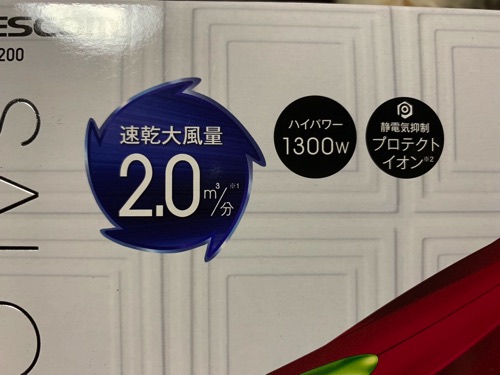 ESCOM
200
速乾大風量
2.0m³/分※1
ハイパワー
1300W
静電気抑制
プロテクト
イオン※2